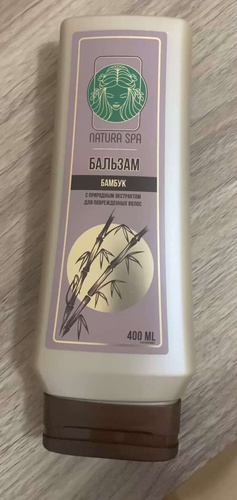 NATURA SPA
БАЛЬЗАМ
БАМБУК
С ПРИРОДНЫМ ЭКСТРАКТОМ
ДЛЯ ПОВРЕЖДЕННЫХ ВОЛОС
400 ML